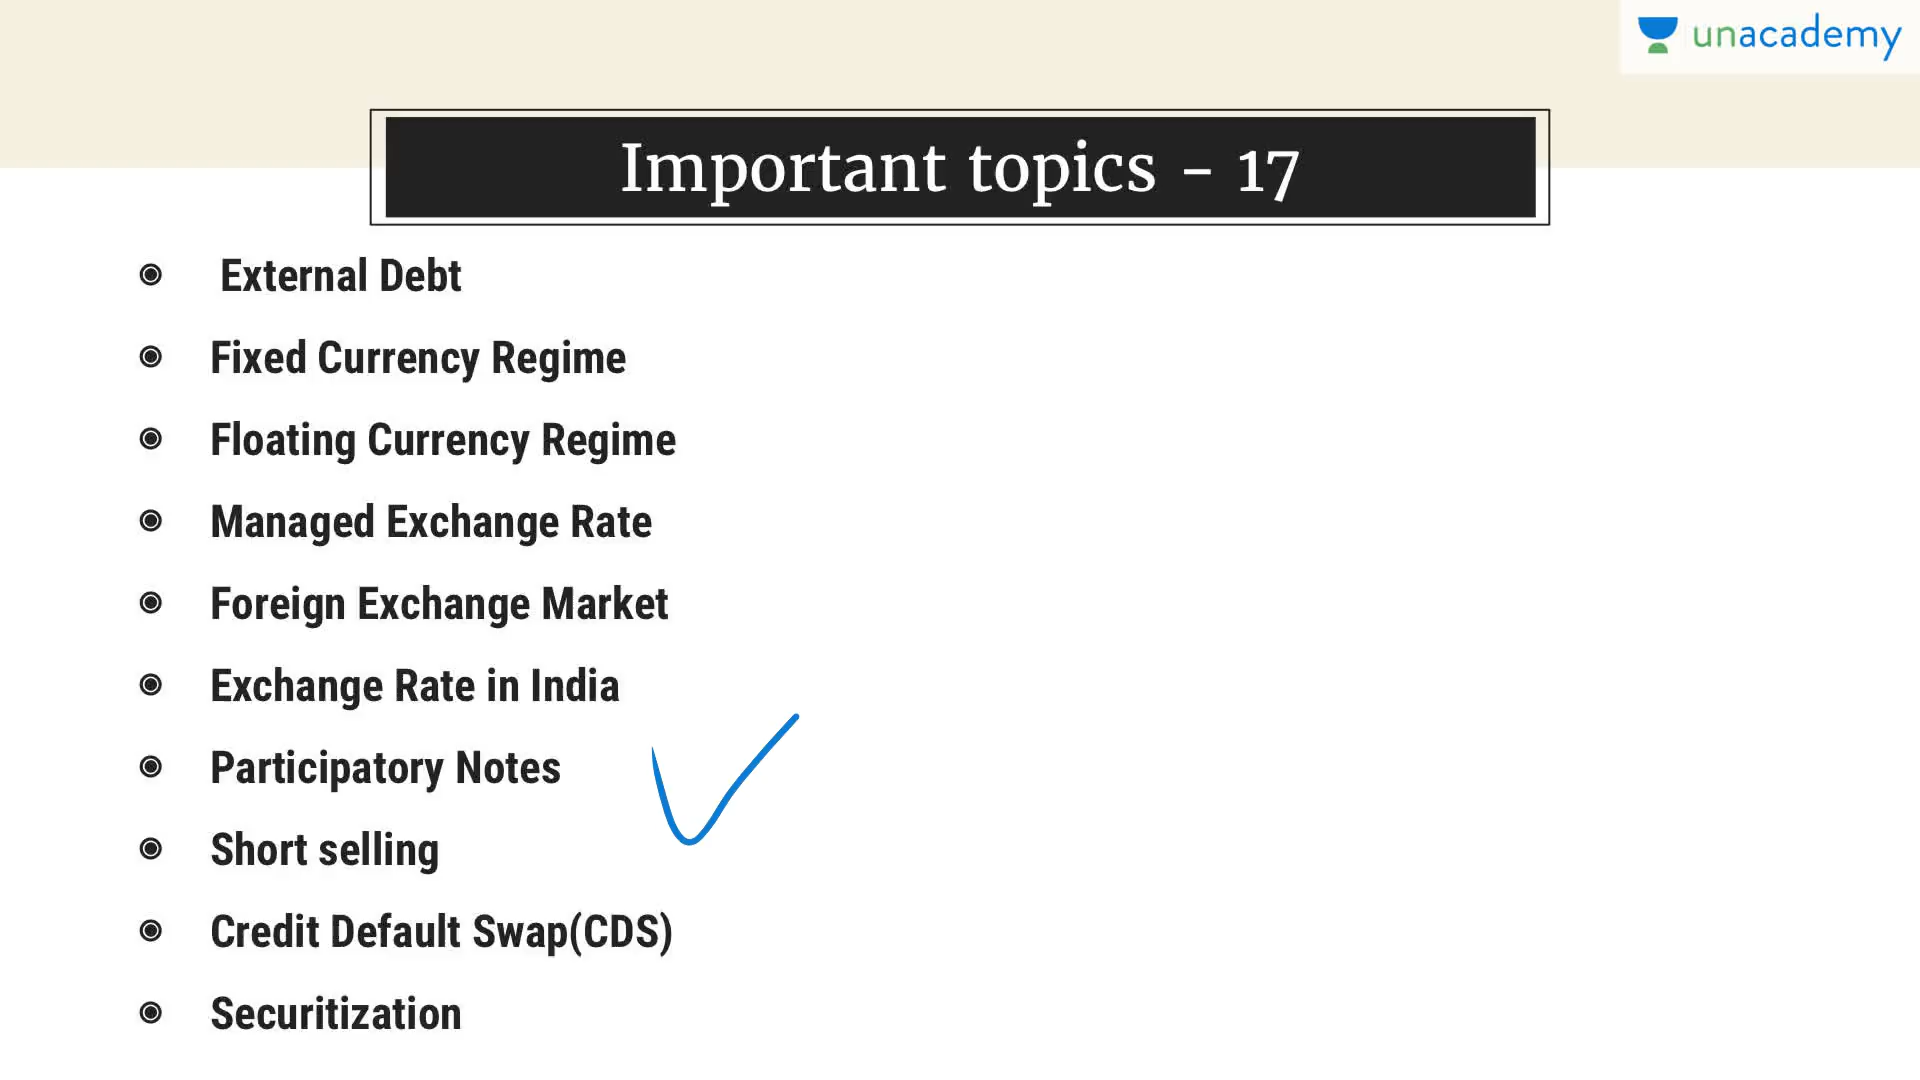 unacademy
Important topics - 17
External Debt
Fixed Currency Regime
Floating Currency Regime
Managed Exchange Rate
Foreign Exchange Market
Exchange Rate in India
Participatory Notes
Short selling
Credit Default Swap(CDS)
Securitization